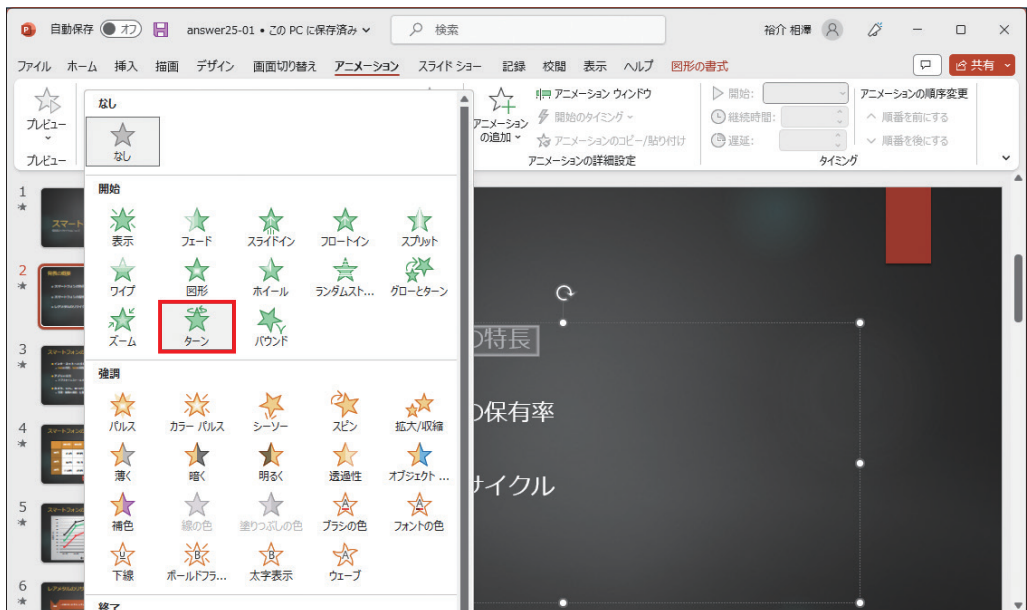 自動保存 オフ answer25-01 • この PC に保存済み 検索 裕介 相澤
ファイル ホーム 挿入 描画 デザイン 画面切り替え アニメーション スライド ショー 記録 校閲 表示 ヘルプ 図形の書式 共有
プレビュー
プレビュー
なし
なし
開始
表示 フェード スライドイン フロートイン スプリット
ワイプ 図形 ホイール ランダムスト... グローとターン
ズーム ターン バウンド
強調
パルス カラー パルス シーソー スピン 拡大/収縮
薄く 暗く 明るく 透過性 オブジェクト ...
補色 線の色 塗りつぶしの色 ブラシの色 フォントの色
下線 ボールドフラ... 太字表示 ウェーブ
終了
アニメーションの追加
アニメーション ウィンドウ
開始のタイミング
アニメーションのコピー/貼り付け
アニメーションの詳細設定
開始:
継続時間:
遅延:
アニメーションの順序変更
順番を前にする
順番を後にする
タイミング
1
2
3
4
5
6
の特長
の保有率
サイクル